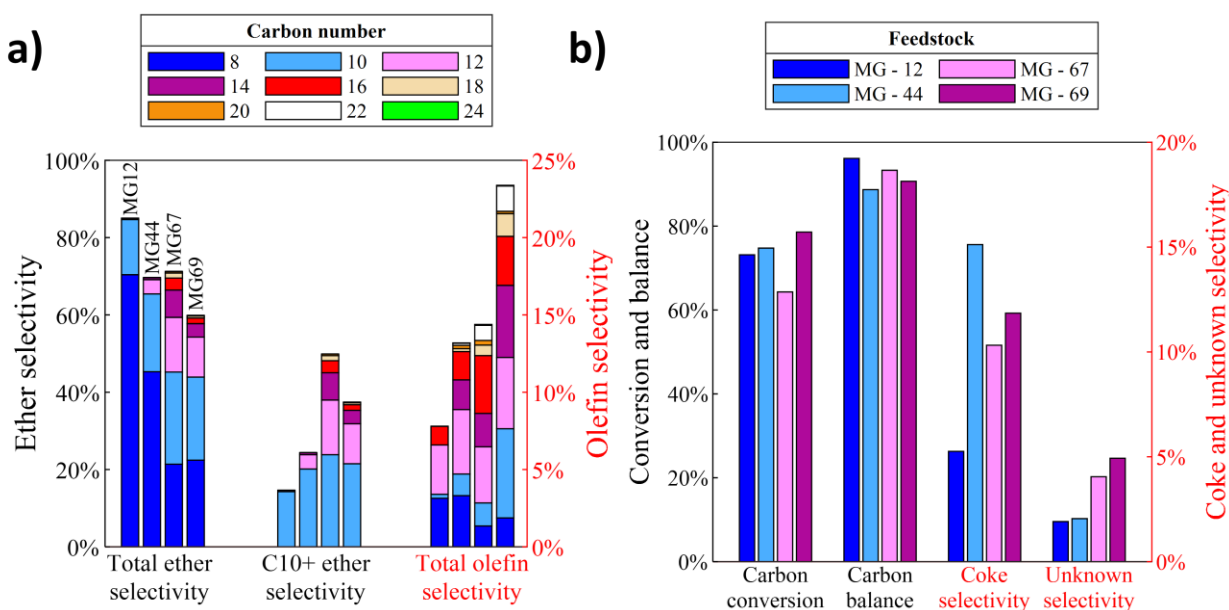 a)
Carbon number
8 10 12
14 16 18
20 22 24
100%
80%
60%
40%
20%
0%
Ether selectivity
MG12
MG44
MG67
MG69
25%
20%
15%
10%
5%
0%
Olefin selectivity
Total ether
selectivity
C10+ ether
selectivity
Total olefin
selectivity
b)
Feedstock
MG - 12 MG - 67
MG - 44 MG - 69
100%
80%
60%
40%
20%
0%
Conversion and balance
20%
15%
10%
5%
0%
Coke and unknown selectivity
Carbon
conversion
Carbon
balance
Coke
selectivity
Unknown
selectivity